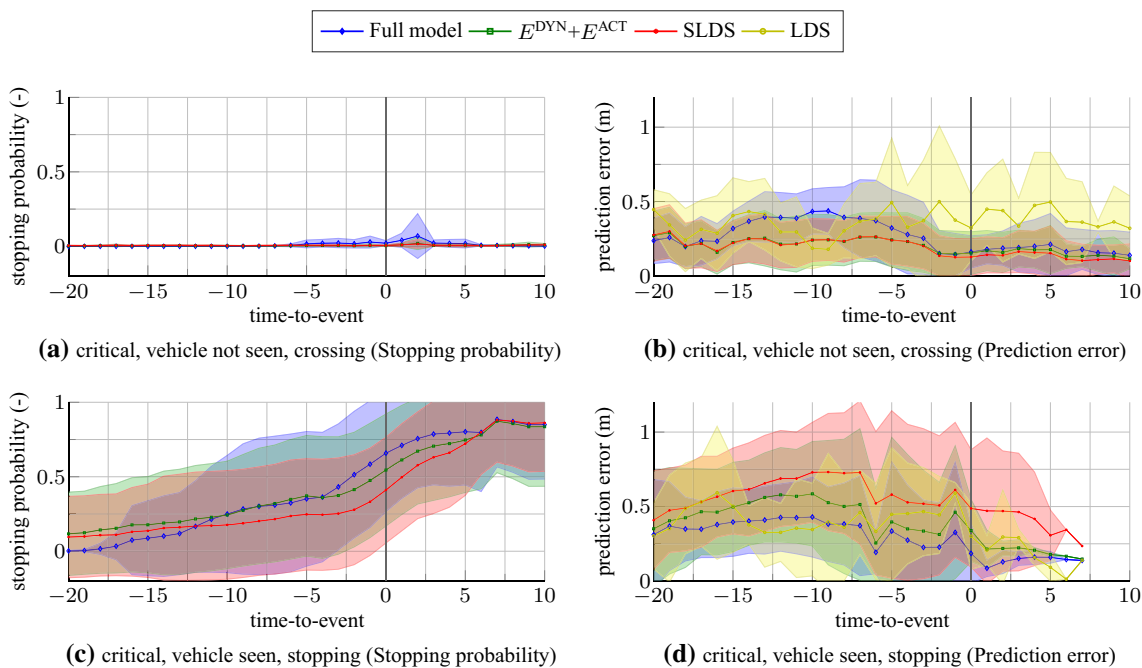 Full model E^DYN+E^ACT SLDS LDS
stopping probability (-)
1
0.5
0
−20 −15 −10 −5 0 5 10
time-to-event
(a) critical, vehicle not seen, crossing (Stopping probability)
prediction error (m)
1
0.5
0
−20 −15 −10 −5 0 5 10
time-to-event
(b) critical, vehicle not seen, crossing (Prediction error)
stopping probability (-)
1
0.5
0
−20 −15 −10 −5 0 5 10
time-to-event
(c) critical, vehicle seen, stopping (Stopping probability)
prediction error (m)
1
0.5
0
−20 −15 −10 −5 0 5 10
time-to-event
(d) critical, vehicle seen, stopping (Prediction error)